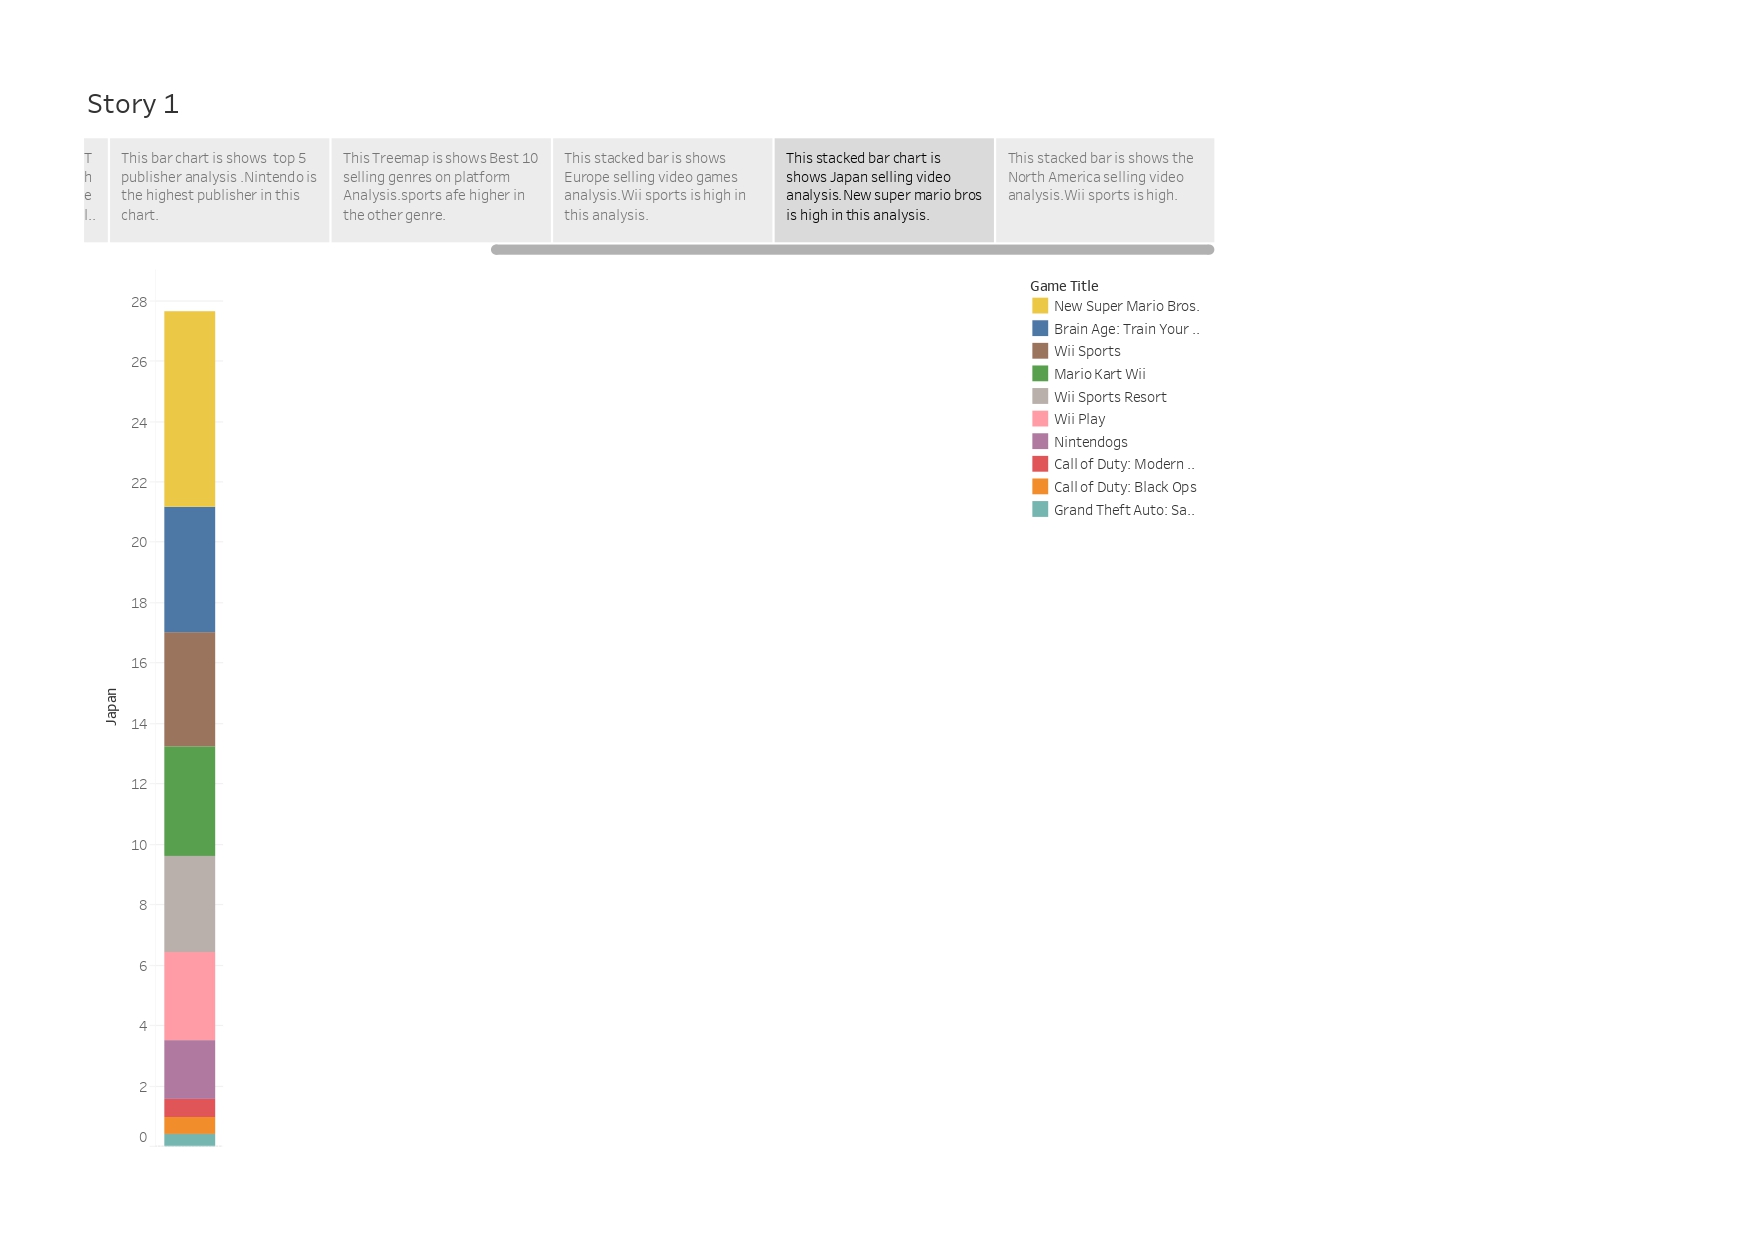 Story 1
T
h
e
l..
This bar chart is shows  top 5
publisher analysis .Nintendo is
the highest publisher in this
chart.
This Treemap is shows Best 10
selling genres on platform
Analysis.sports afe higher in
the other genre.
This stacked bar is shows
Europe selling video games
analysis.Wii sports is high in
this analysis.
This stacked bar chart is
shows Japan selling video
analysis.New super mario bros
is high in this analysis.
This stacked bar is shows the
North America selling video
analysis.Wii sports is high.
28
26
24
22
20
18
16
14
12
10
8
6
4
2
0
Japan
Game Title
New Super Mario Bros.
Brain Age: Train Your ..
Wii Sports
Mario Kart Wii
Wii Sports Resort
Wii Play
Nintendogs
Call of Duty: Modern ..
Call of Duty: Black Ops
Grand Theft Auto: Sa..